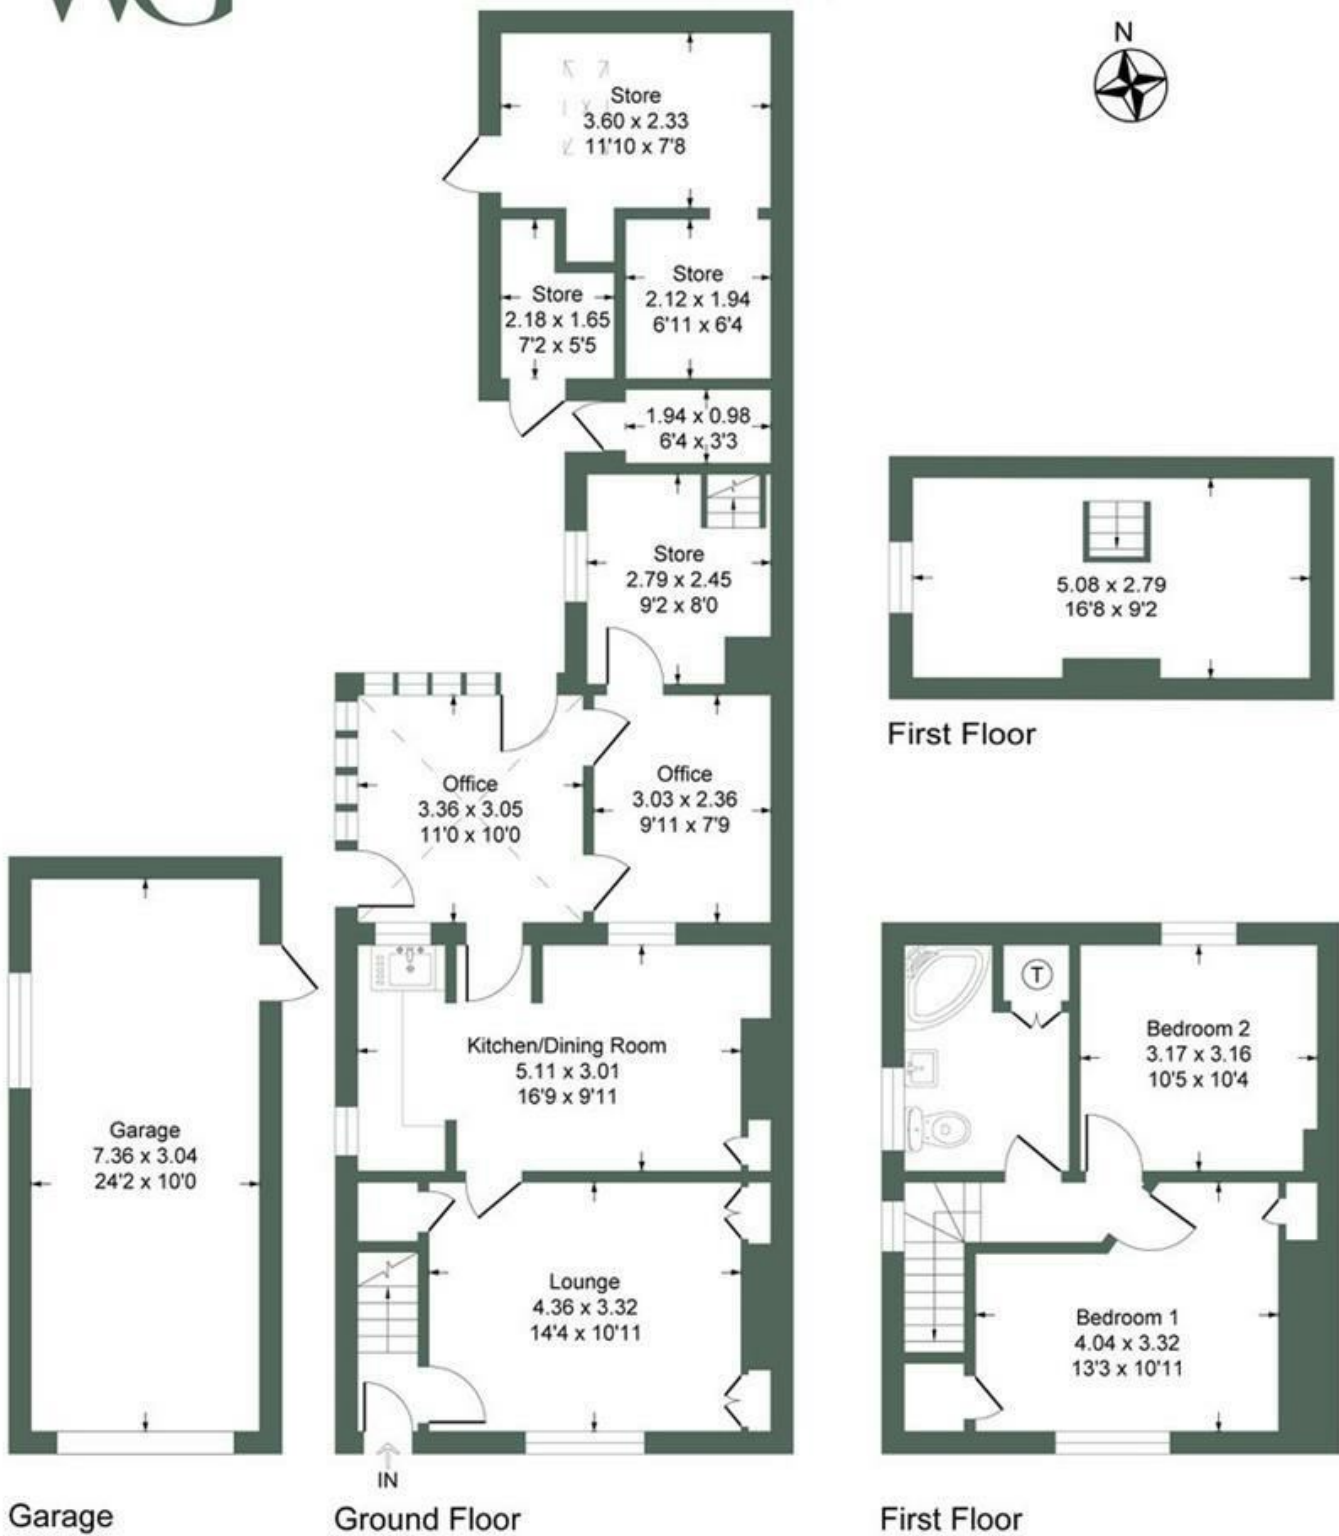 WG
N
Store
3.60 x 2.33
11'10 x 7'8
Store
2.18 x 1.65
7'2 x 5'5
Store
2.12 x 1.94
6'11 x 6'4
1.94 x 0.98
6'4 x 3'3
Store
2.79 x 2.45
9'2 x 8'0
5.08 x 2.79
16'8 x 9'2
First Floor
Office
3.36 x 3.05
11'0 x 10'0
Office
3.03 x 2.36
9'11 x 7'9
Kitchen/Dining Room
5.11 x 3.01
16'9 x 9'11
T
Bedroom 2
3.17 x 3.16
10'5 x 10'4
Garage
7.36 x 3.04
24'2 x 10'0
Lounge
4.36 x 3.32
14'4 x 10'11
Bedroom 1
4.04 x 3.32
13'3 x 10'11
IN
Garage
Ground Floor
First Floor